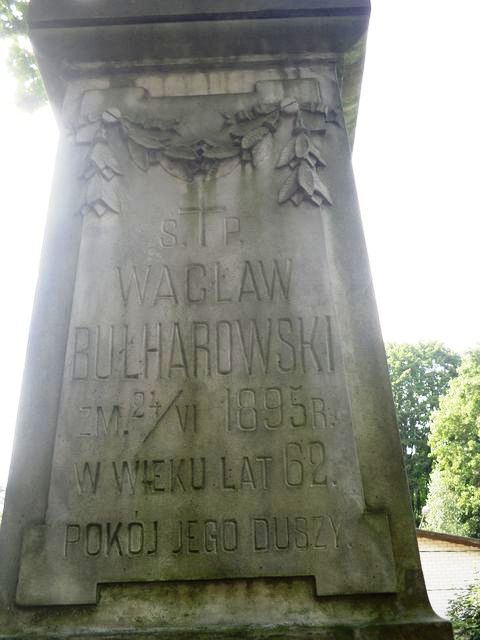 Ś. † P.
WACŁAW
BUŁHAROWSKI
ZM. 24/VI 1895 R.
W WIEKU LAT 62.
POKÓJ JEGO DUSZY.